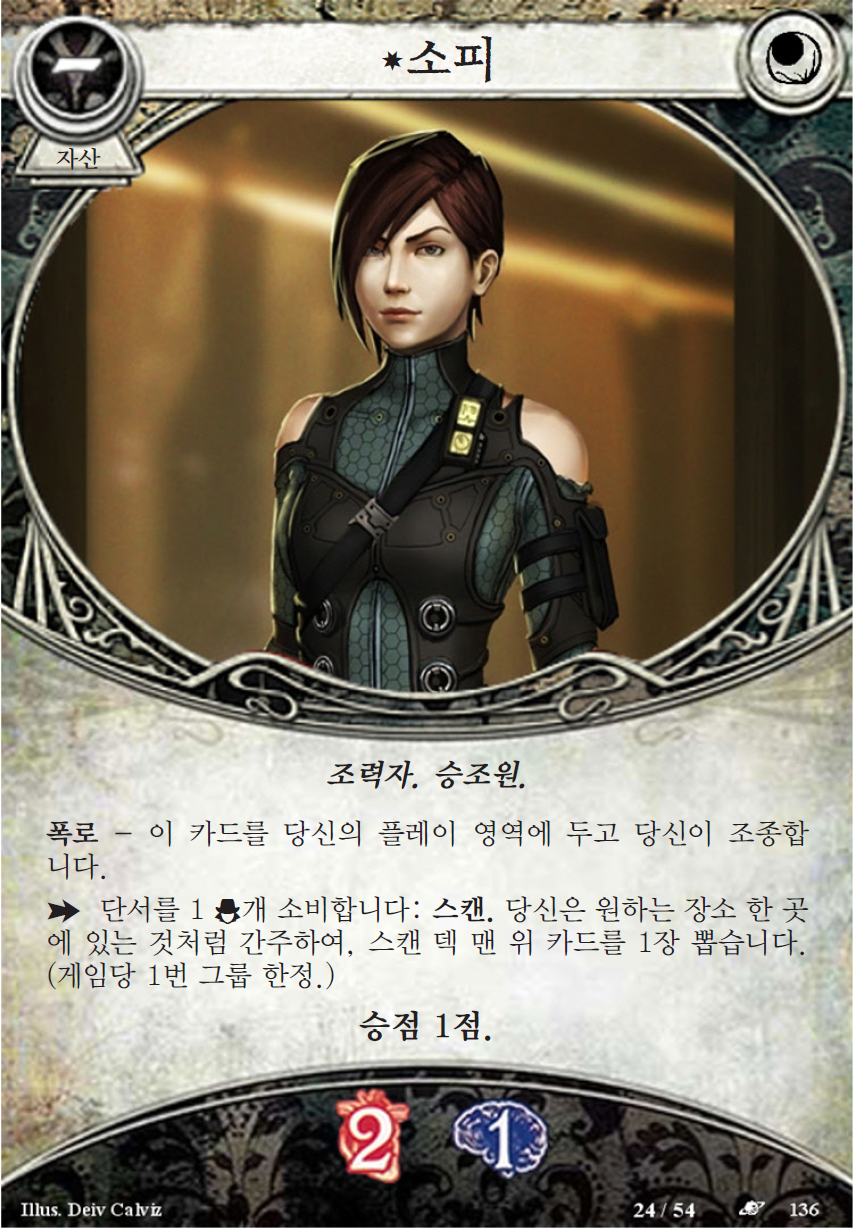 소피
자산
조력자. 승조원.
폭로 – 이 카드를 당신의 플레이 영역에 두고 당신이 조종합
니다.
단서를 1 개 소비합니다: 스캔. 당신은 원하는 장소 한 곳
에 있는 것처럼 간주하여, 스캔 덱 맨 위 카드를 1장 뽑습니다.
(게임당 1번 그룹 한정.)
승점 1점.
2 1
Illus. Deiv Calviz 24 / 54 136